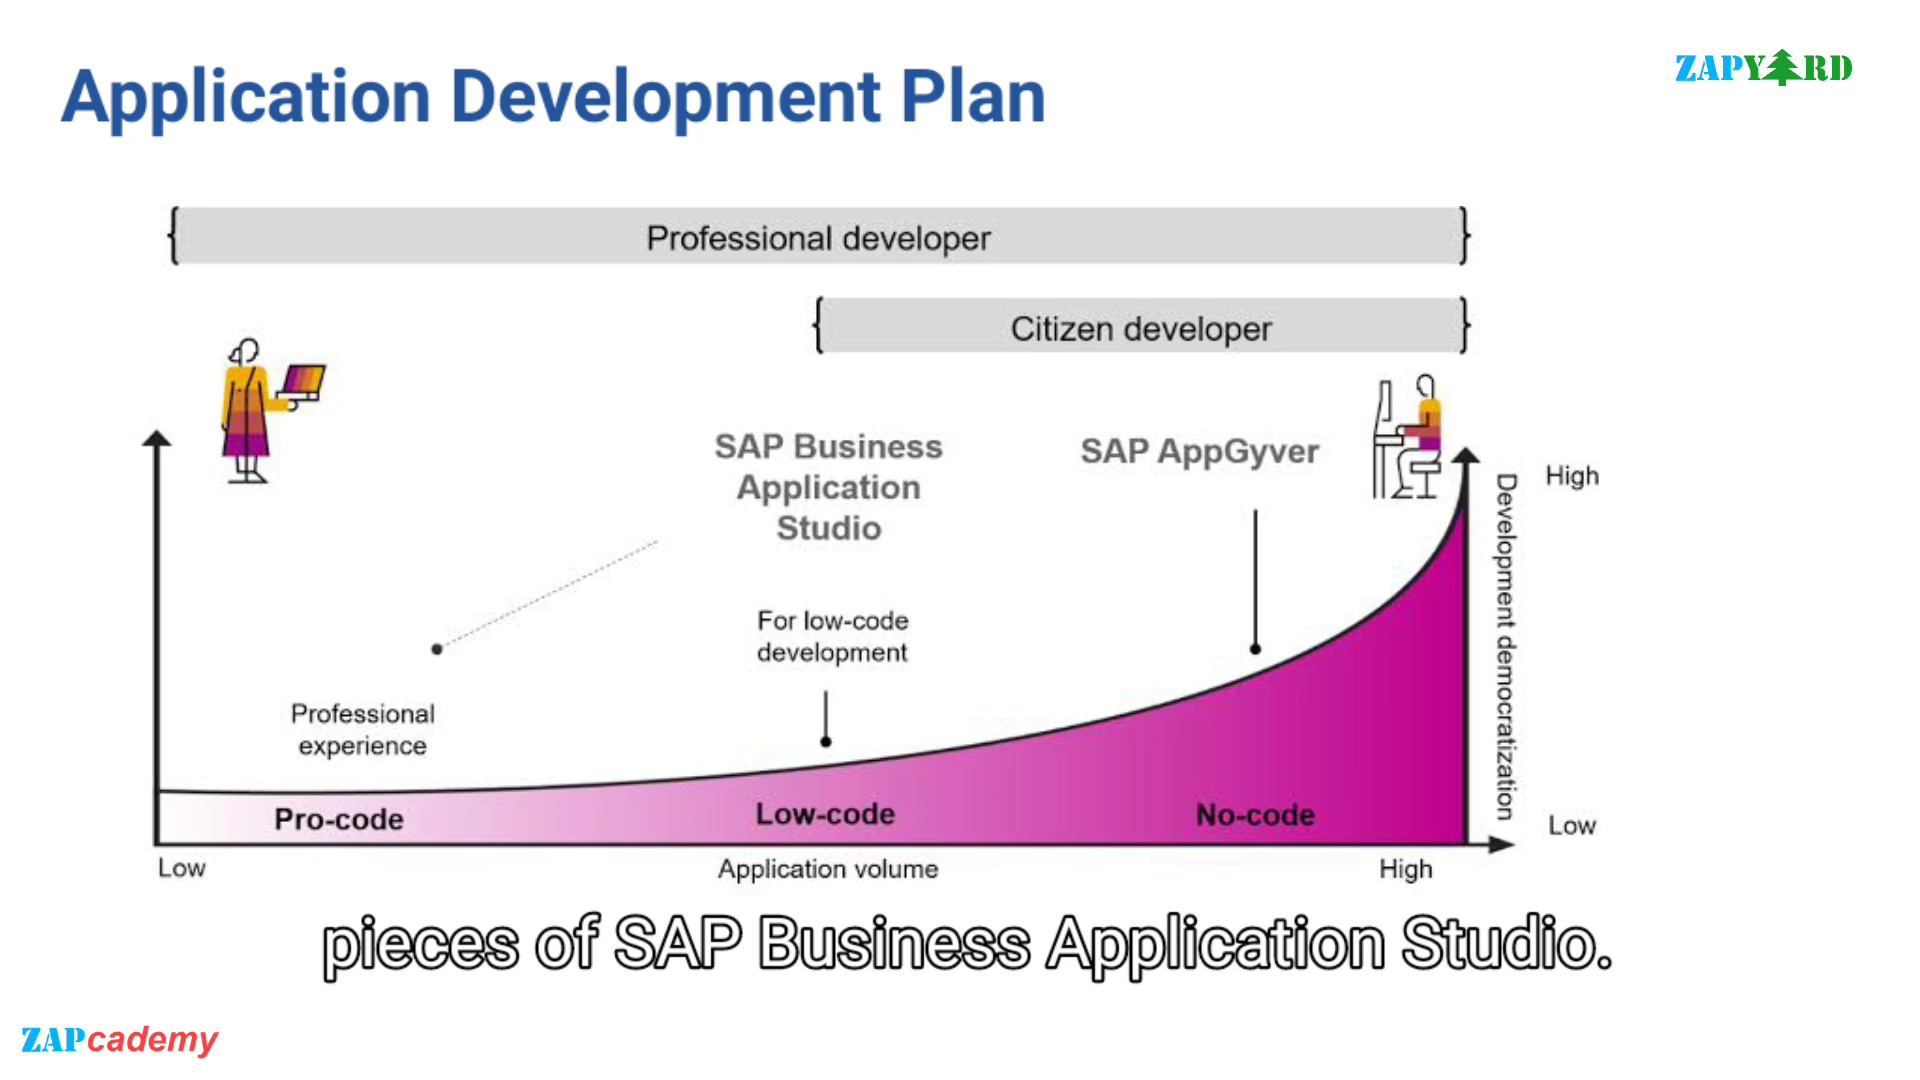 Application Development Plan
ZAPYARD
Professional developer
Citizen developer
SAP Business
Application
Studio
SAP AppGyver
High
Development democratization
For low-code
development
Professional
experience
Pro-code
Low-code
No-code
Low
Low
Application volume
High
pieces of SAP Business Application Studio.
ZAPcademy